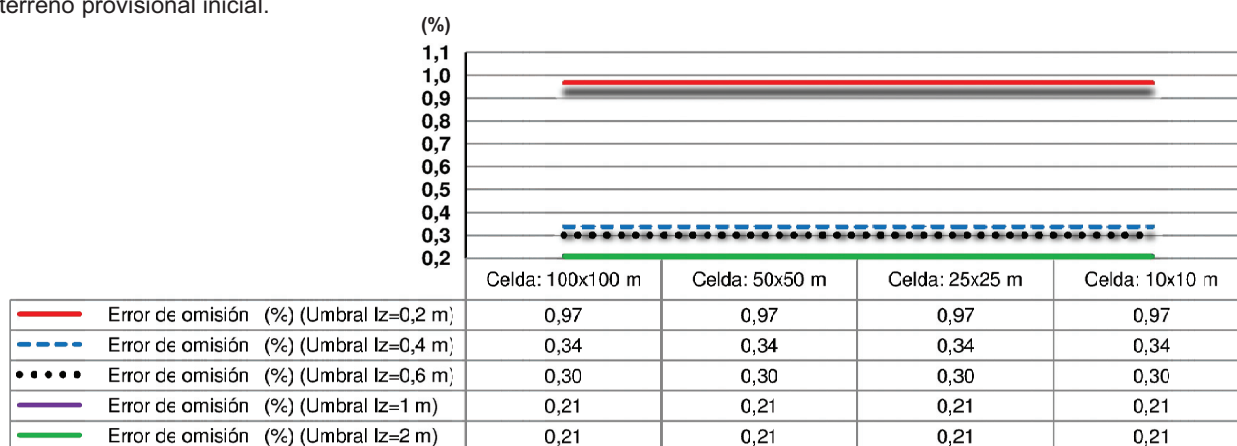 terreno provisional inicial.
(%)
1,1
1,0
0,9
0,8
0,7
0,6
0,5
0,4
0,3
0,2
Celda: 100x100 m Celda: 50x50 m Celda: 25x25 m Celda: 10x10 m
Error de omisión (%) (Umbral Iz=0,2 m) 0,97 0,97 0,97 0,97
Error de omisión (%) (Umbral Iz=0,4 m) 0,34 0,34 0,34 0,34
Error de omisión (%) (Umbral Iz=0,6 m) 0,30 0,30 0,30 0,30
Error de omisión (%) (Umbral Iz=1 m) 0,21 0,21 0,21 0,21
Error de omisión (%) (Umbral Iz=2 m) 0,21 0,21 0,21 0,21